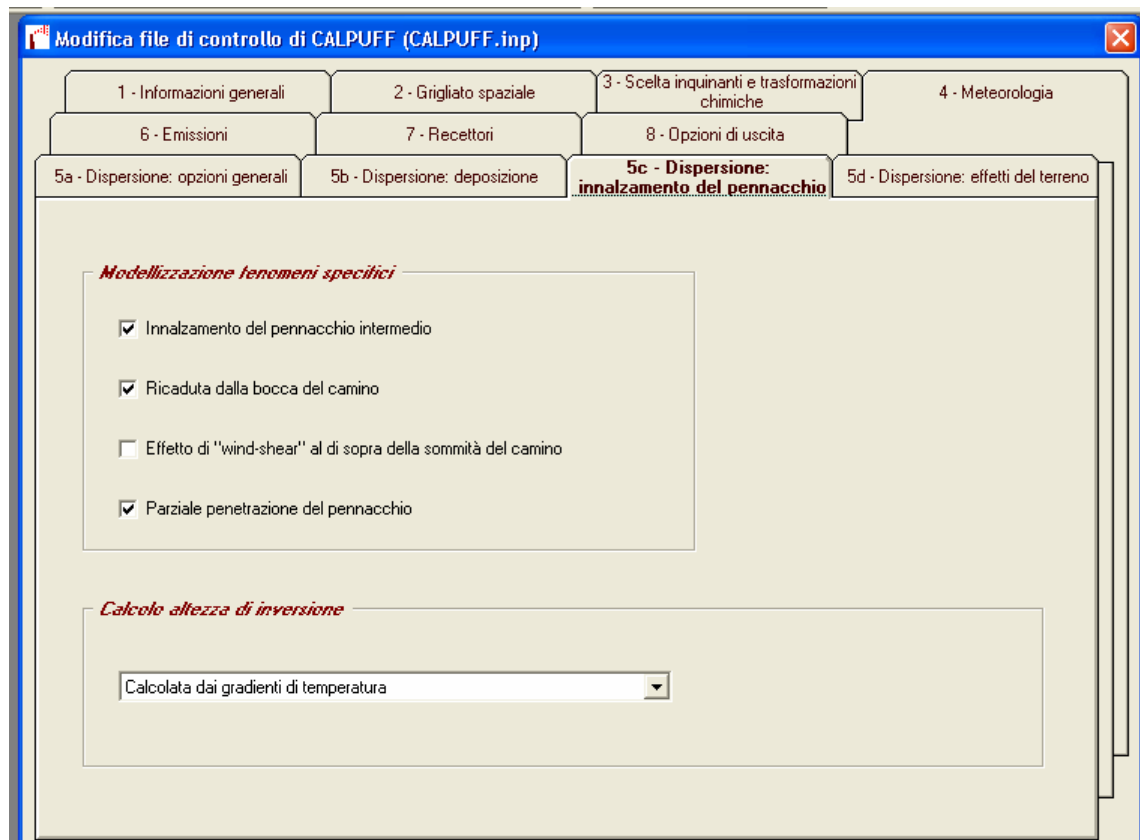 Modifica file di controllo di CALPUFF (CALPUFF.inp)
1 - Informazioni generali
2 - Grigliato spaziale
3 - Scelta inquinanti e trasformazioni
chimiche
4 - Meteorologia
6 - Emissioni
7 - Recettori
8 - Opzioni di uscita
5a - Dispersione: opzioni generali
5b - Dispersione: deposizione
5c - Dispersione:
innalzamento del pennacchio
5d - Dispersione: effetti del terreno
Modellizzazione fenomeni specifici
Innalzamento del pennacchio intermedio
Ricaduta dalla bocca del camino
Effetto di "wind-shear" al di sopra della sommità del camino
Parziale penetrazione del pennacchio
Calcolo altezza di inversione
Calcolata dai gradienti di temperatura